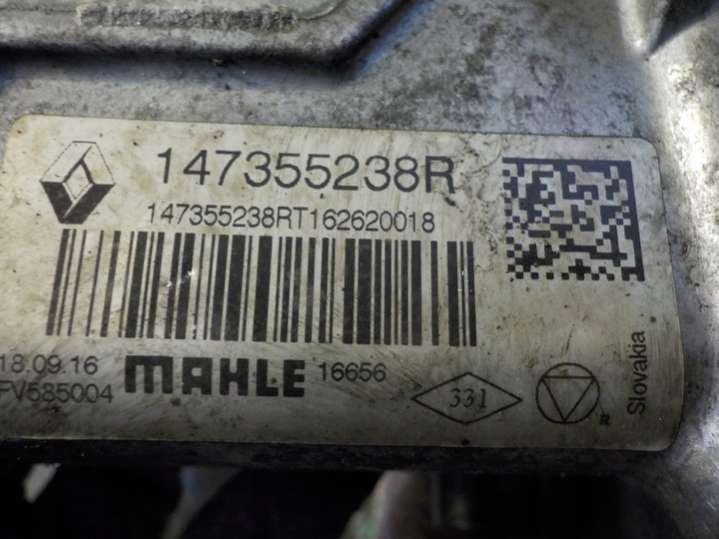 147355238R
147355238RT162620018
18.09.16
MAHLE
16656
FV585004
331
R
Slovakia